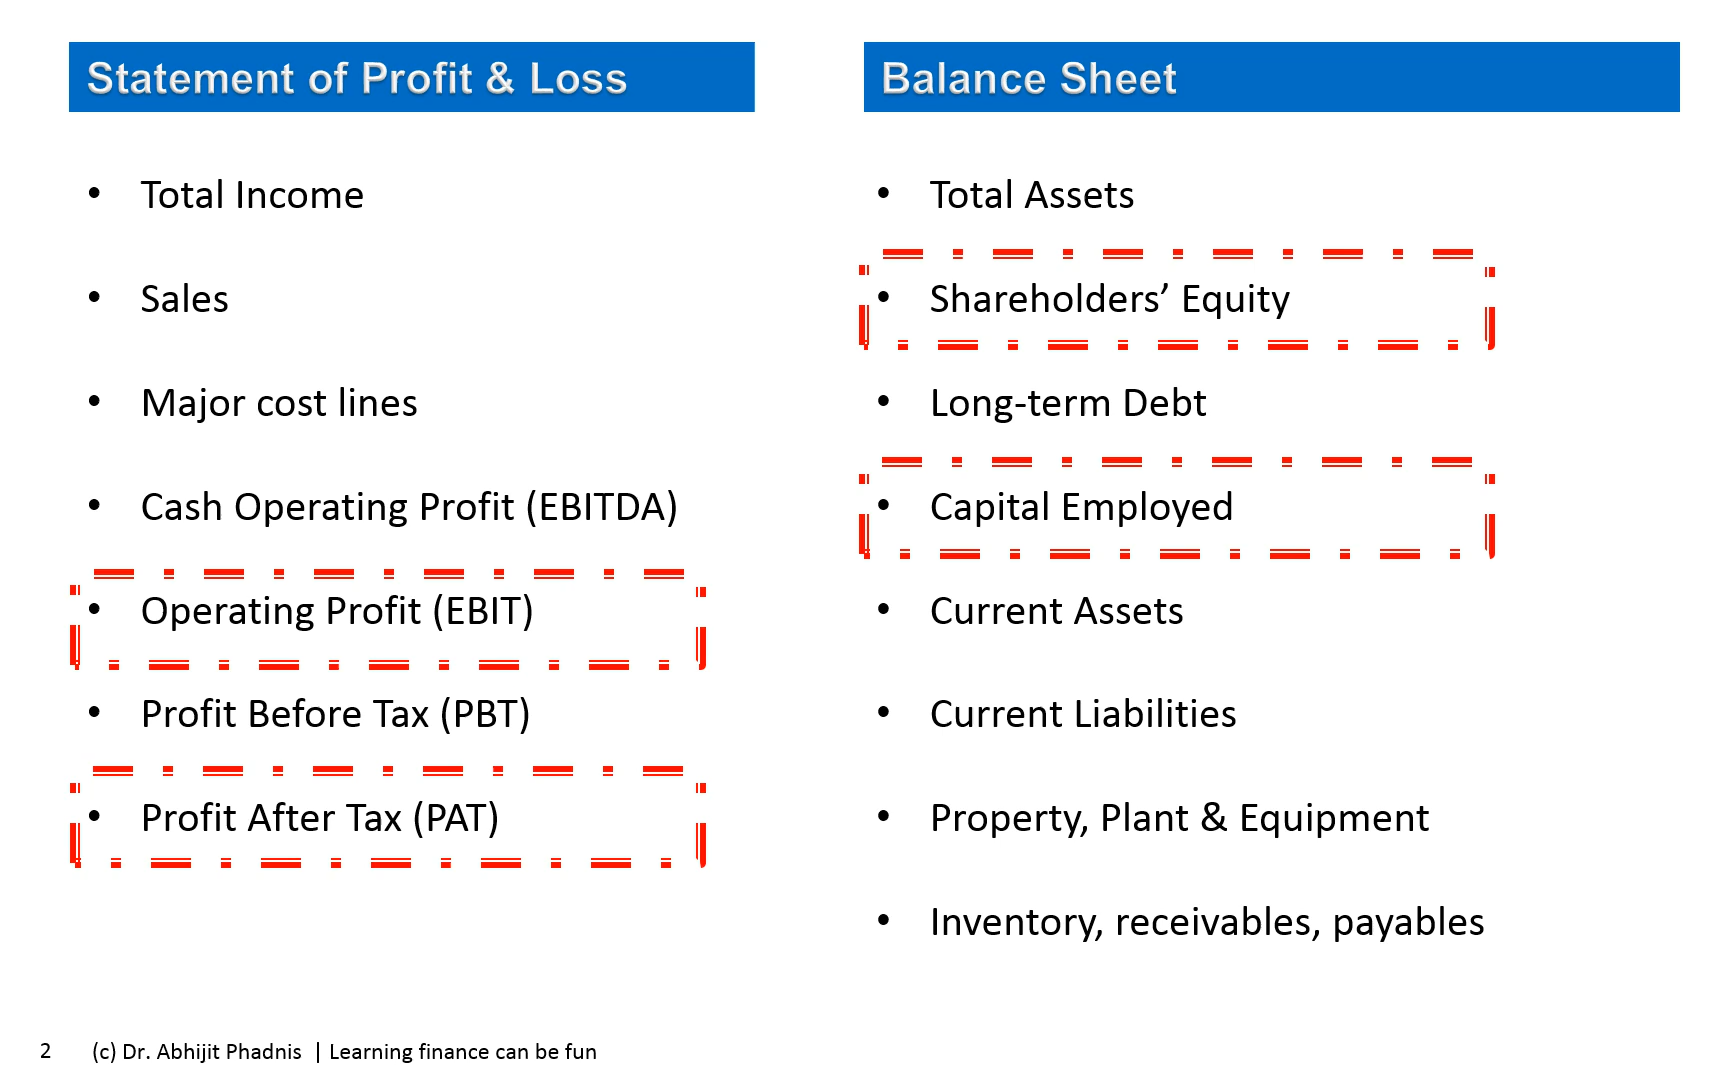 Statement of Profit & Loss
• Total Income
• Sales
• Major cost lines
• Cash Operating Profit (EBITDA)
• Operating Profit (EBIT)
• Profit Before Tax (PBT)
• Profit After Tax (PAT)
Balance Sheet
• Total Assets
• Shareholders’ Equity
• Long-term Debt
• Capital Employed
• Current Assets
• Current Liabilities
• Property, Plant & Equipment
• Inventory, receivables, payables
2 (c) Dr. Abhijit Phadnis | Learning finance can be fun